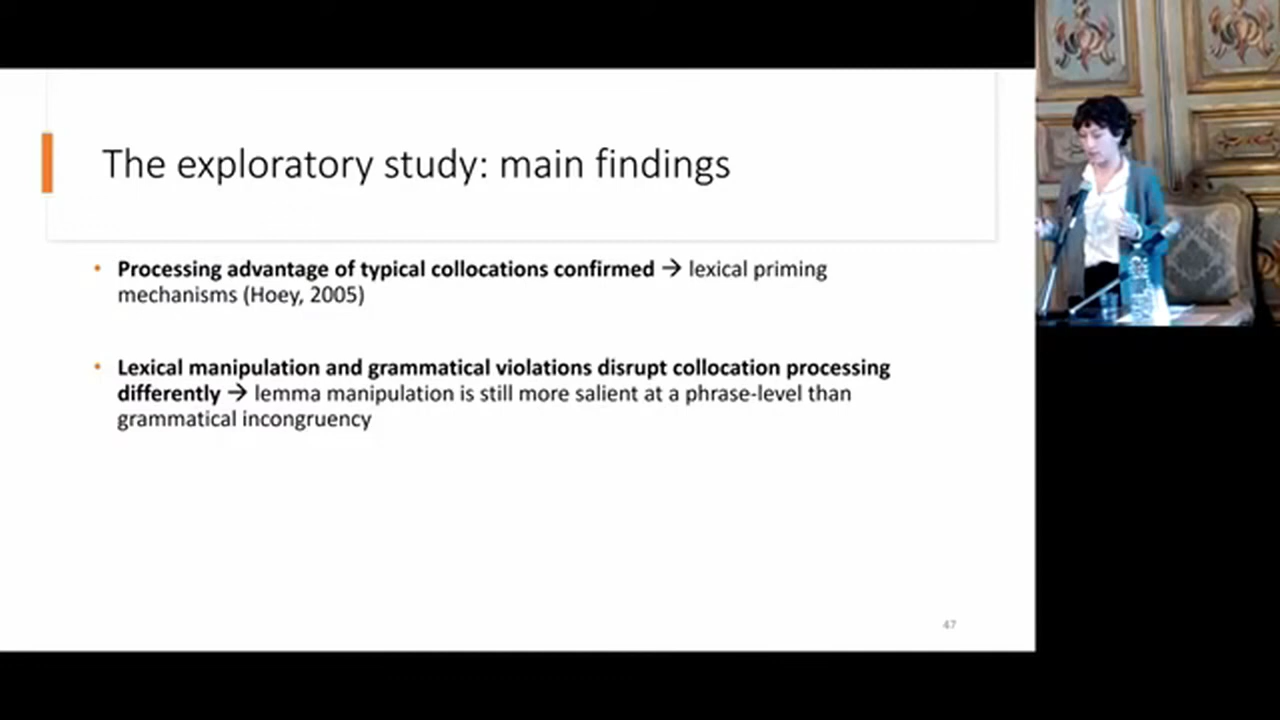 The exploratory study: main findings
• Processing advantage of typical collocations confirmed → lexical priming
mechanisms (Hoey, 2005)
• Lexical manipulation and grammatical violations disrupt collocation processing
differently → lemma manipulation is still more salient at a phrase-level than
grammatical incongruency
47